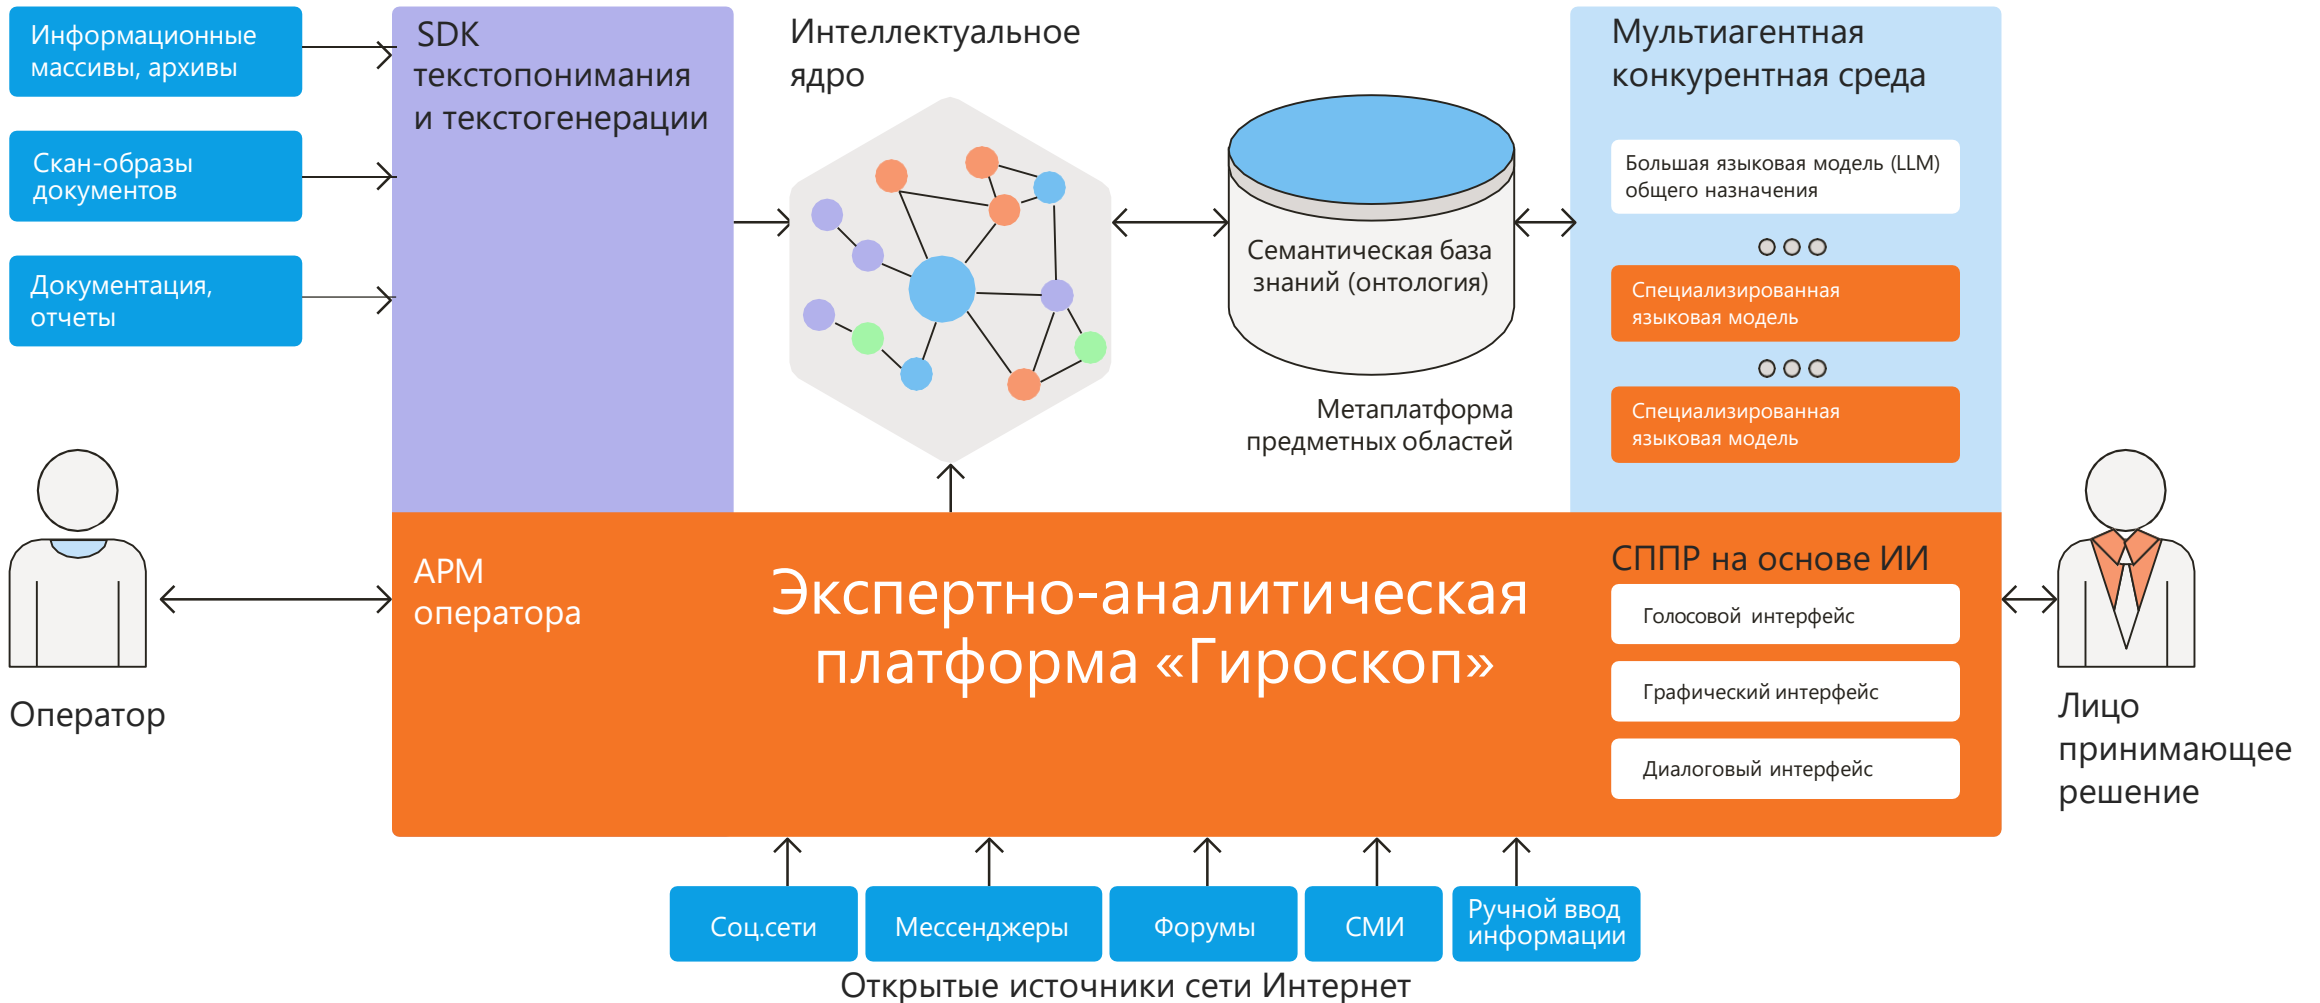 Информационные
массивы, архивы
Скан-образы
документов
Документация,
отчеты
SDK
текстопонимания
и текстогенерации
Интеллектуальное
ядро
Семантическая база
знаний (онтология)
Метаплатформа
предметных областей
Мультиагентная
конкурентная среда
Большая языковая модель (LLM)
общего назначения
Специализированная
языковая модель
Специализированная
языковая модель
Оператор
АРМ
оператора
Экспертно-аналитическая
платформа «Гироскоп»
СППР на основе ИИ
Голосовой интерфейс
Графический интерфейс
Диалоговый интерфейс
Лицо
принимающее
решение
Соц.сети
Мессенджеры
Форумы
СМИ
Ручной ввод
информации
Открытые источники сети Интернет